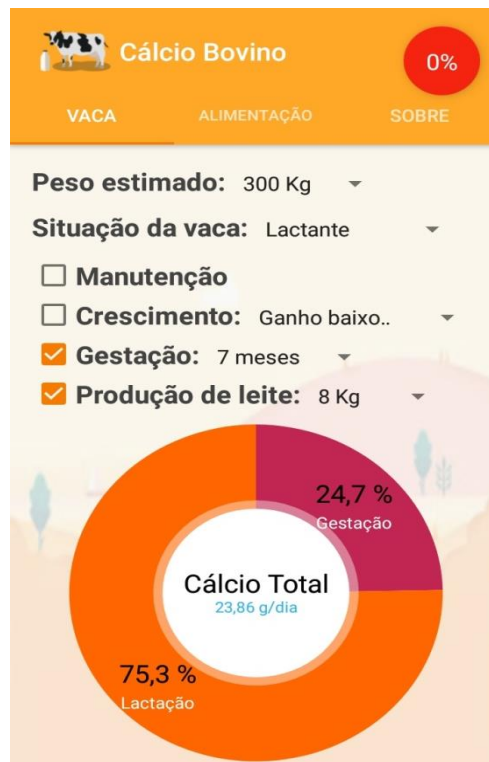 Cálcio Bovino
0%
VACA ALIMENTAÇÃO SOBRE
Peso estimado: 300 Kg
Situação da vaca: Lactante
Manutenção
Crescimento: Ganho baixo..
Gestação: 7 meses
Produção de leite: 8 Kg
24,7 %
Gestação
Cálcio Total
23,86 g/dia
75,3 %
Lactação